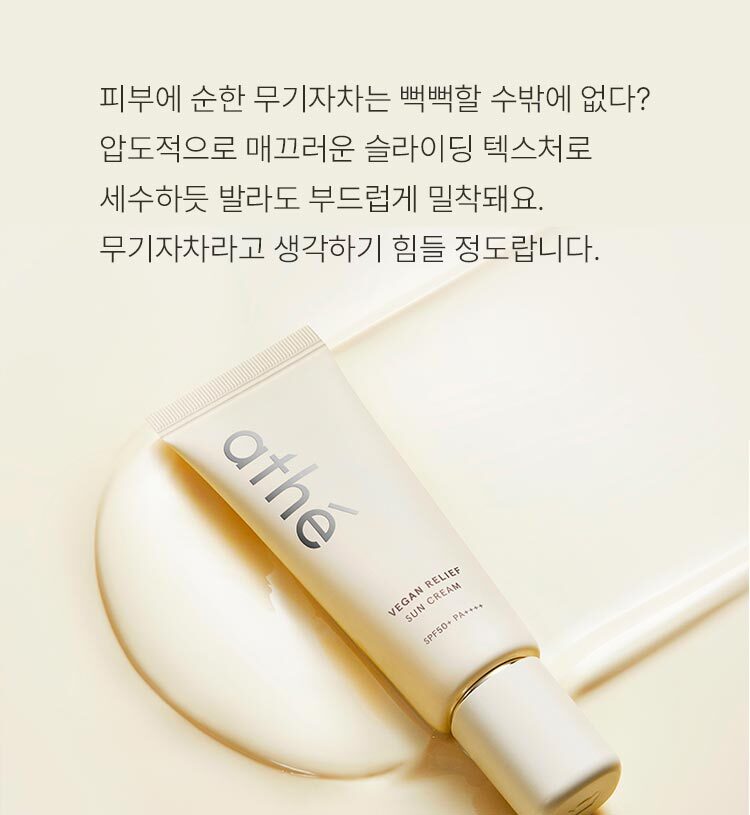 피부에 순한 무기자차는 뻑뻑할 수밖에 없다?
압도적으로 매끄러운 슬라이딩 텍스처로
세수하듯 발라도 부드럽게 밀착돼요.
무기자차라고 생각하기 힘들 정도랍니다.
athé
VEGAN RELIEF
SUN CREAM
SPF50+ PA++++